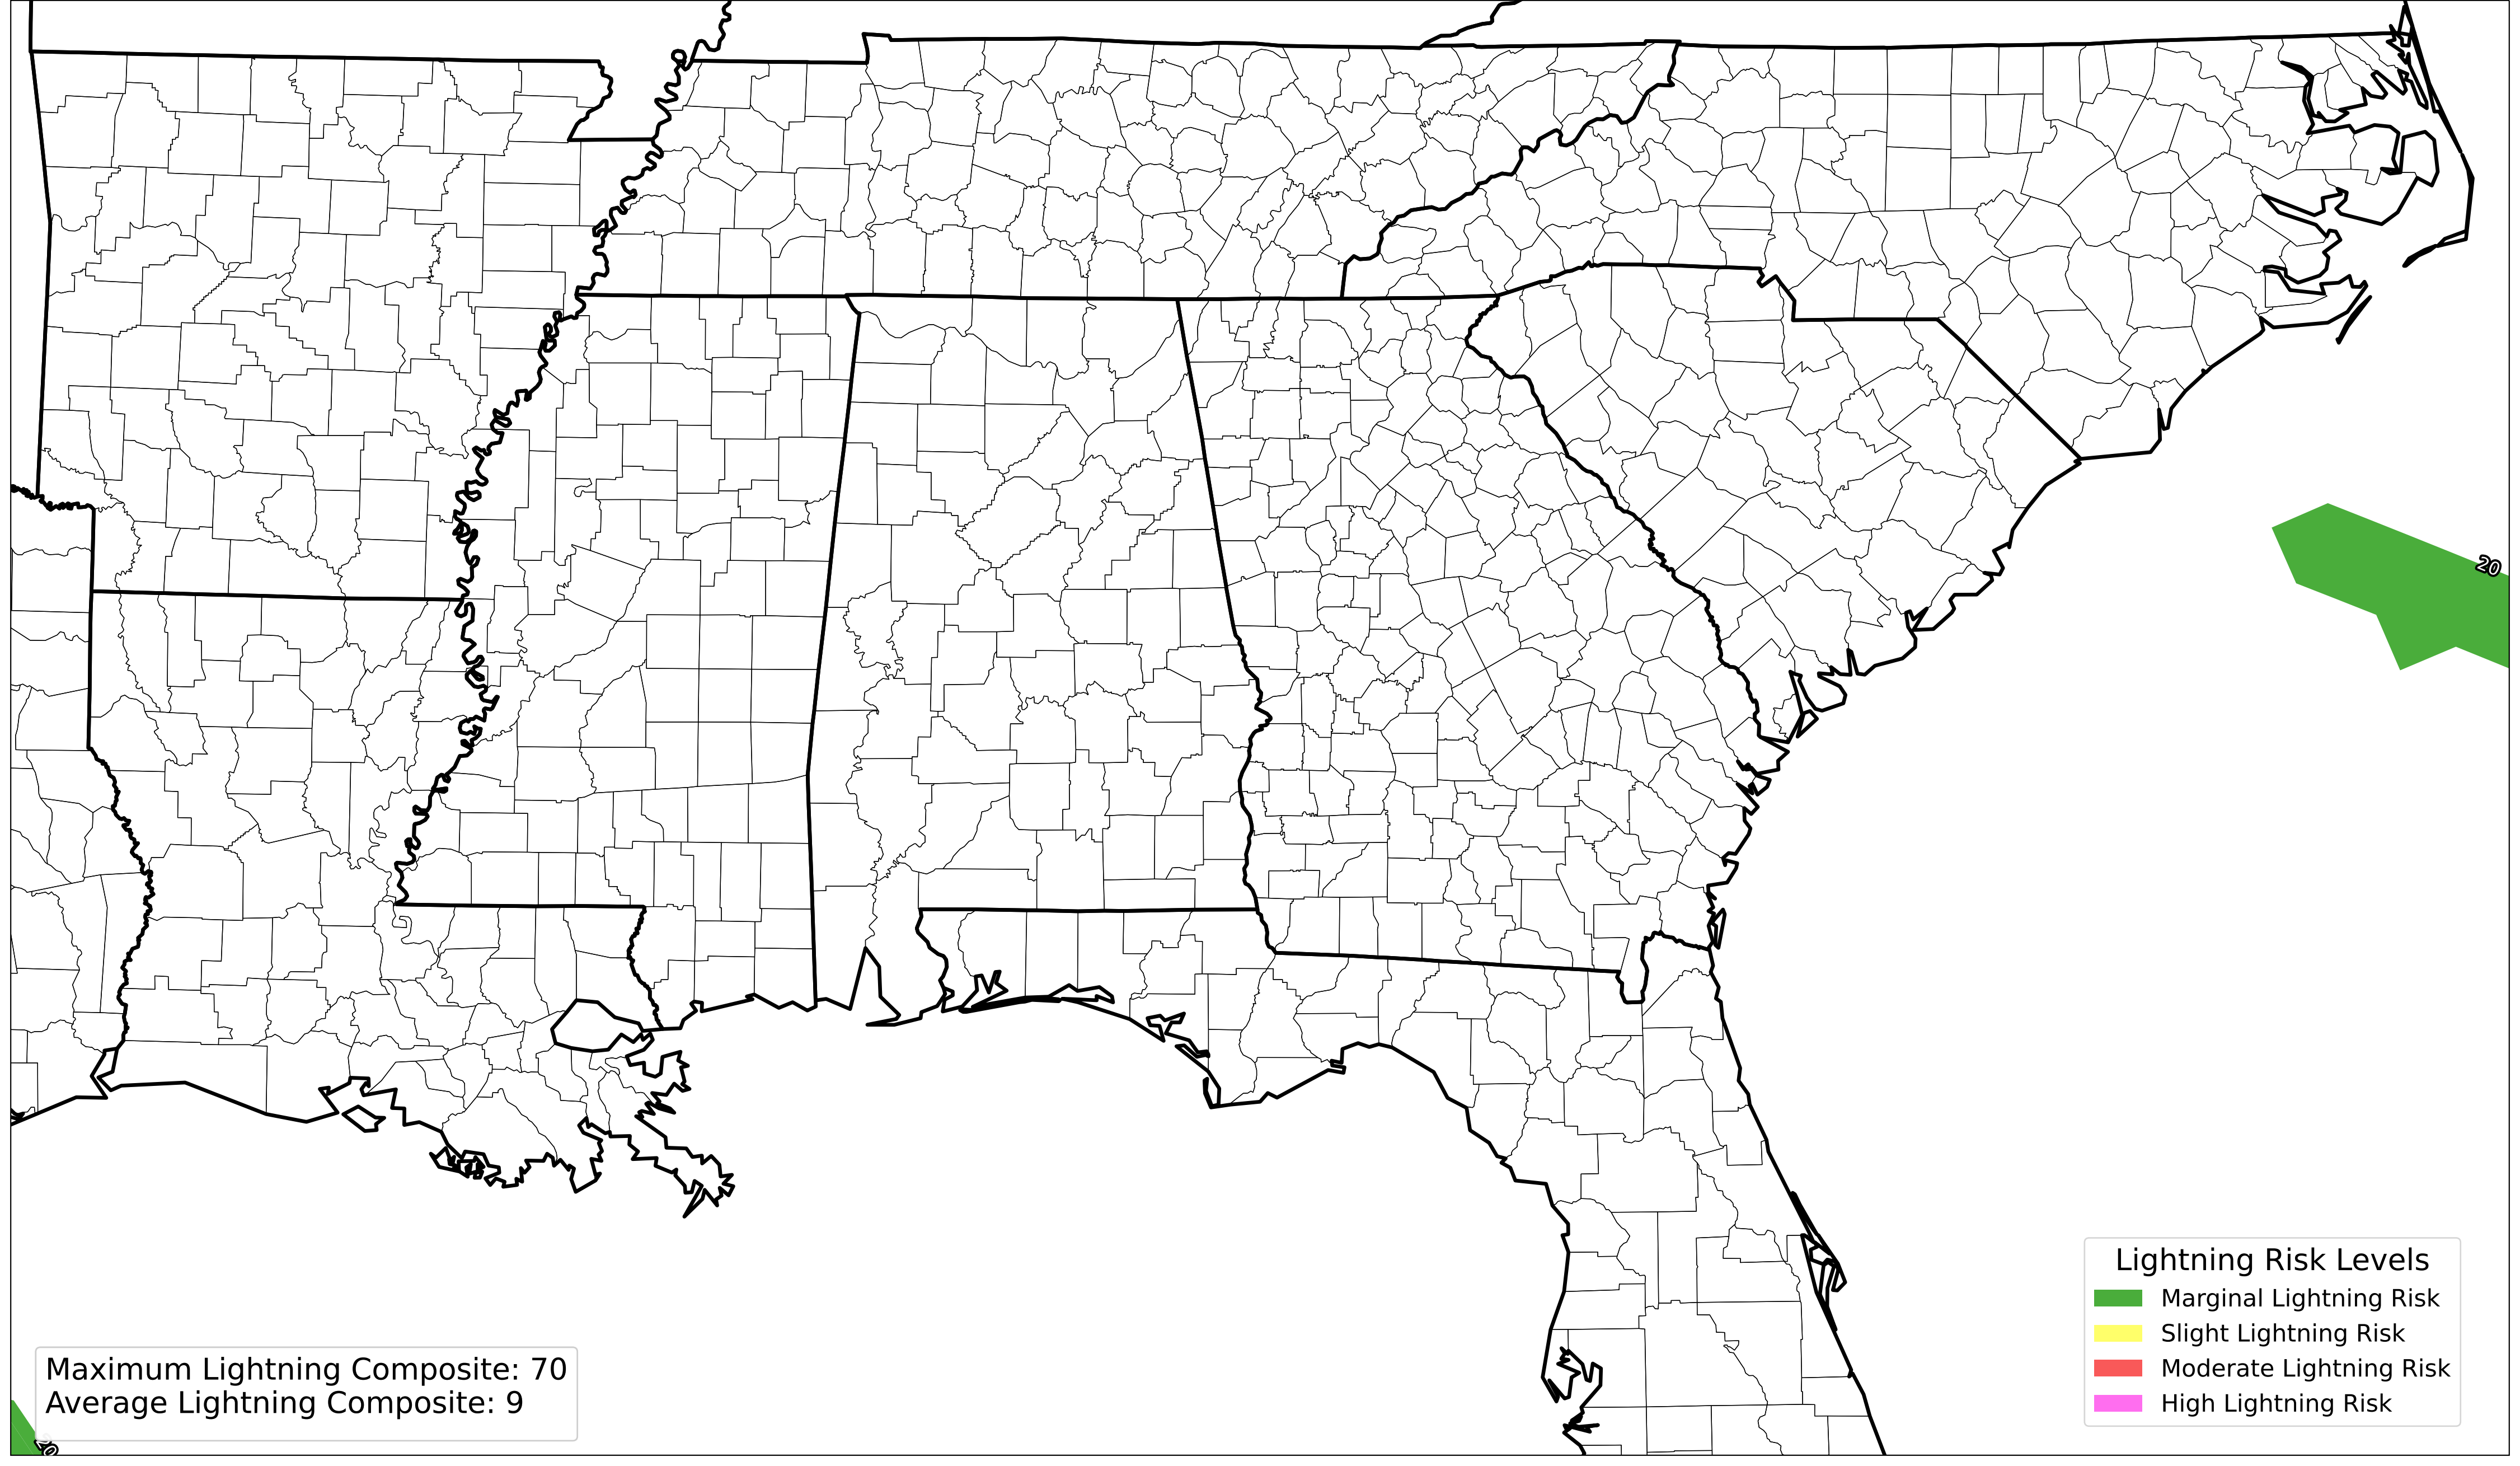 20
Lightning Risk Levels
Marginal Lightning Risk
Slight Lightning Risk
Moderate Lightning Risk
High Lightning Risk
Maximum Lightning Composite: 70
Average Lightning Composite: 9